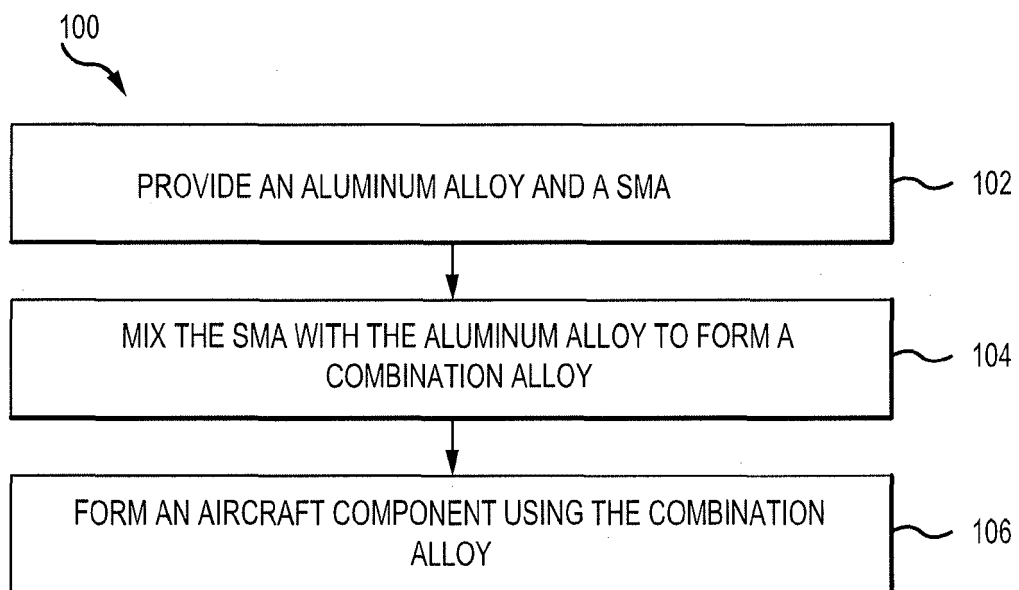 100
PROVIDE AN ALUMINUM ALLOY AND A SMA
102
MIX THE SMA WITH THE ALUMINUM ALLOY TO FORM A
COMBINATION ALLOY
104
FORM AN AIRCRAFT COMPONENT USING THE COMBINATION
ALLOY
106